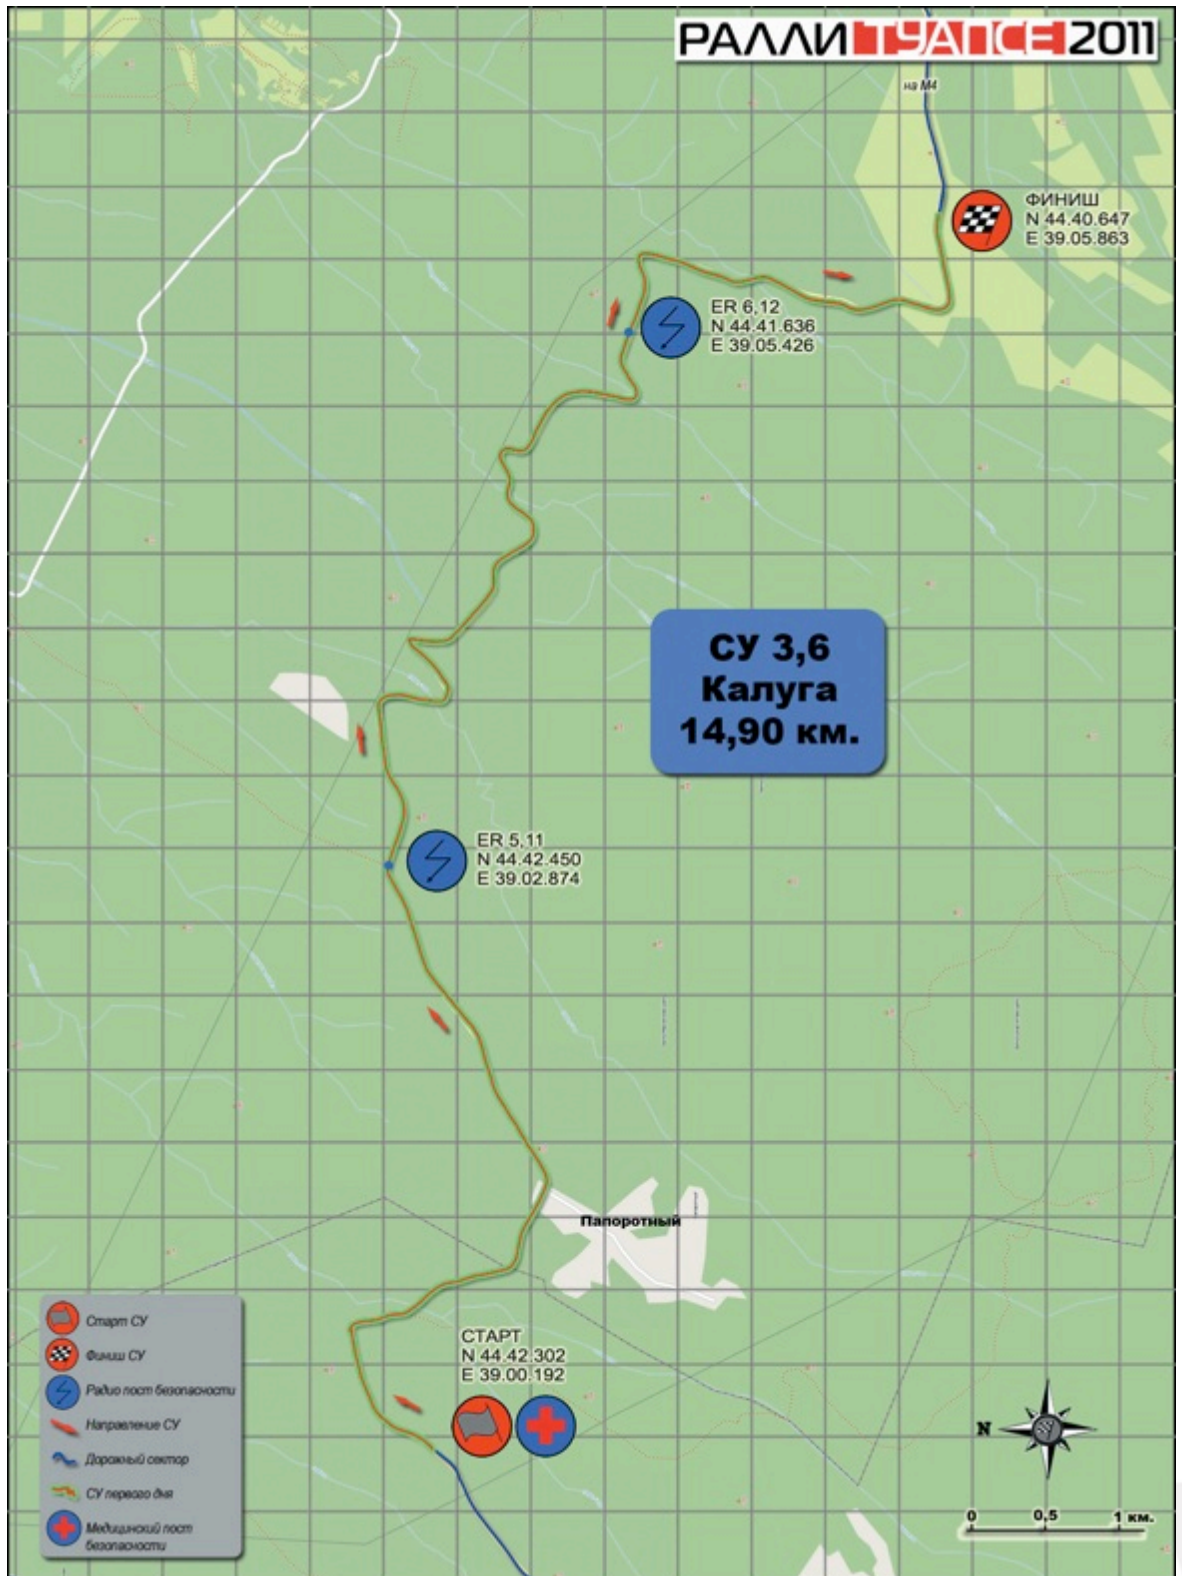 РАЛЛИ ТУАПСЕ 2011
на М4
ФИНИШ
N 44.40.647
E 39.05.863
ER 6,12
N 44.41.636
E 39.05.426
СУ 3,6
Калуга
14,90 км.
ER 5,11
N 44.42.450
E 39.02.874
Папоротный
СТАРТ
N 44.42.302
E 39.00.192
Старт СУ
Финиш СУ
Радио пост безопасности
Направление СУ
Дорожный сектор
СУ первого дня
Медицинский пост
безопасности
N
0 0,5 1 км.